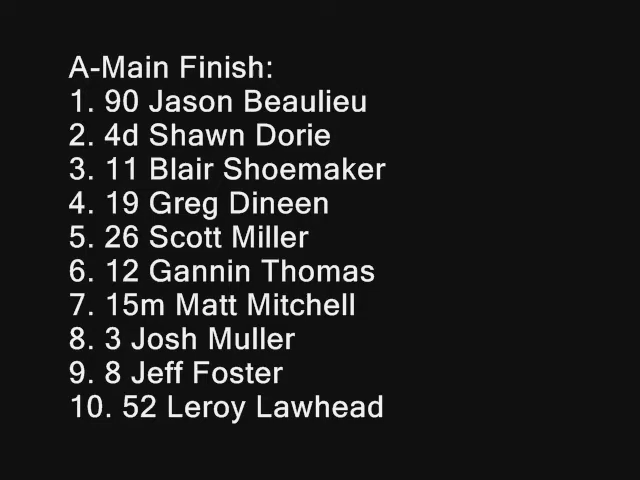 A-Main Finish:
1. 90 Jason Beaulieu
2. 4d Shawn Dorie
3. 11 Blair Shoemaker
4. 19 Greg Dineen
5. 26 Scott Miller
6. 12 Gannin Thomas
7. 15m Matt Mitchell
8. 3 Josh Muller
9. 8 Jeff Foster
10. 52 Leroy Lawhead